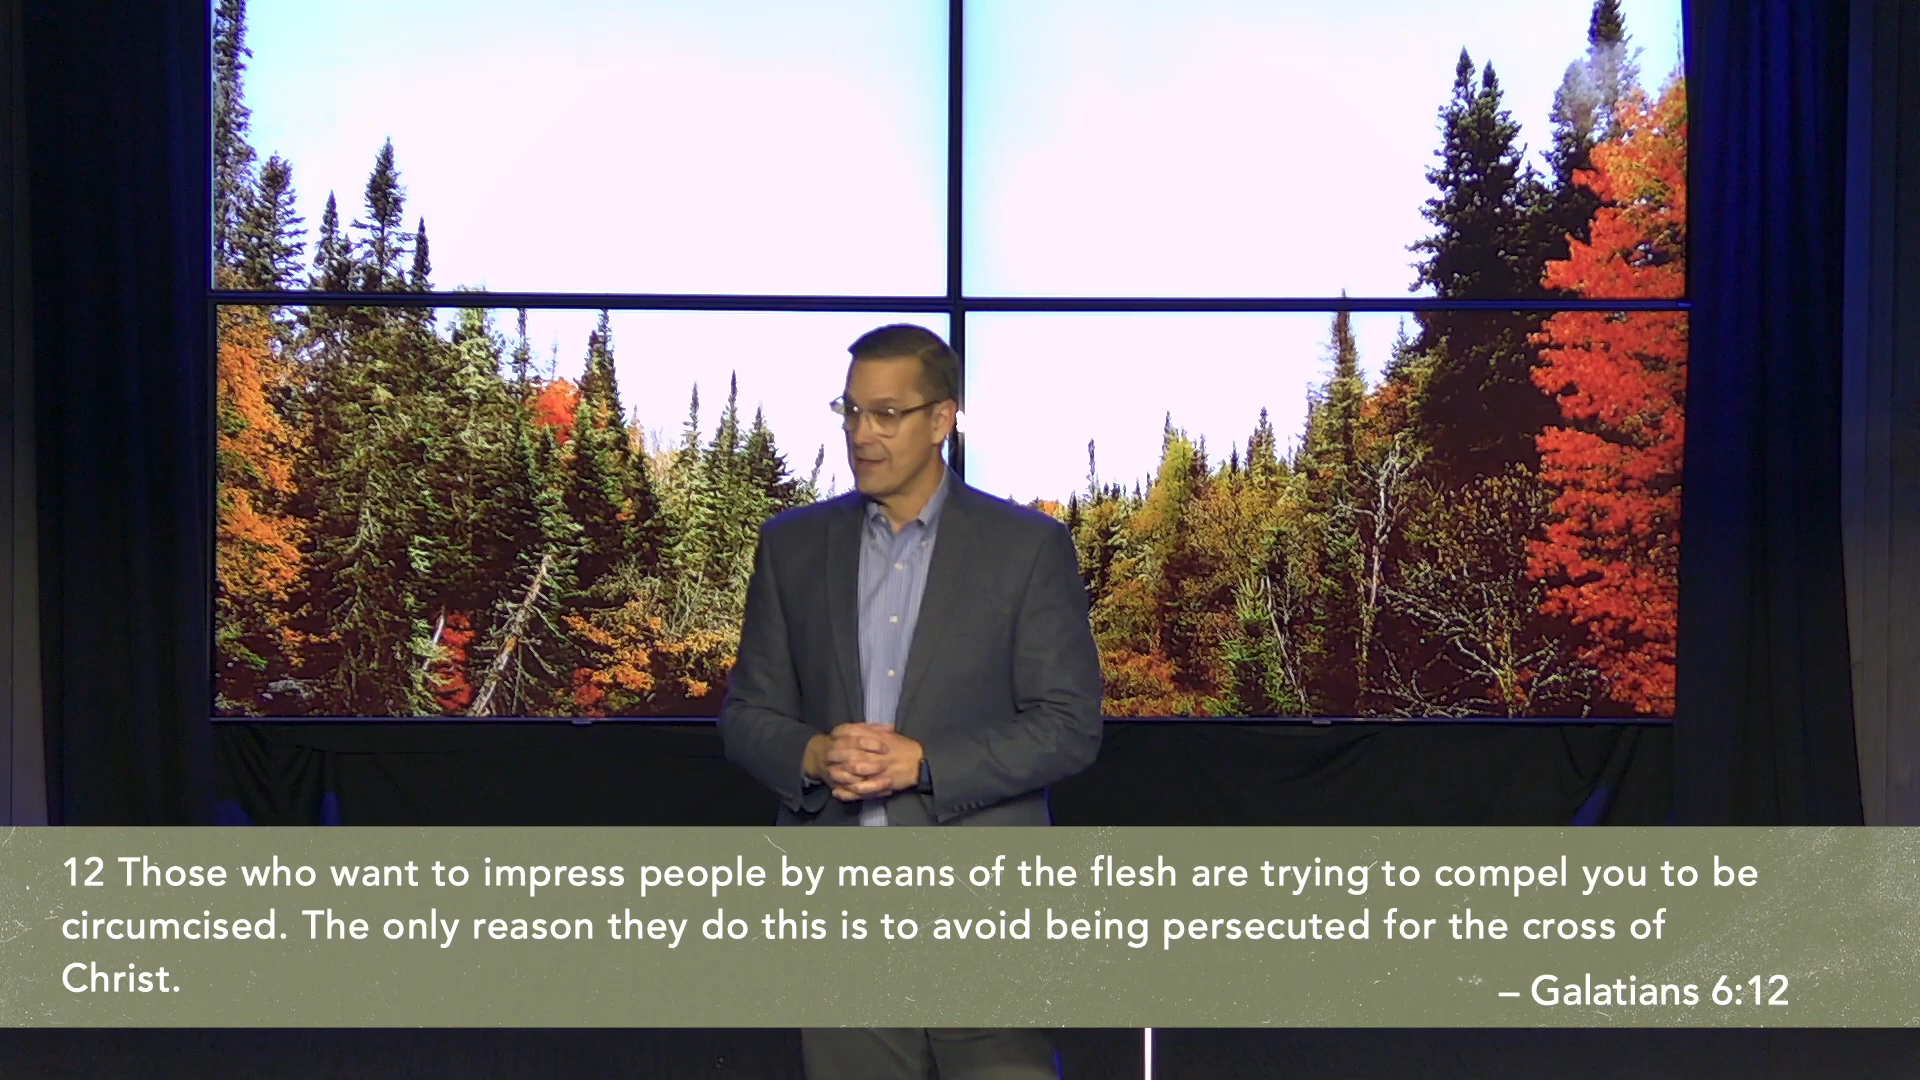 12 Those who want to impress people by means of the flesh are trying to compel you to be
circumcised. The only reason they do this is to avoid being persecuted for the cross of
Christ.
– Galatians 6:12